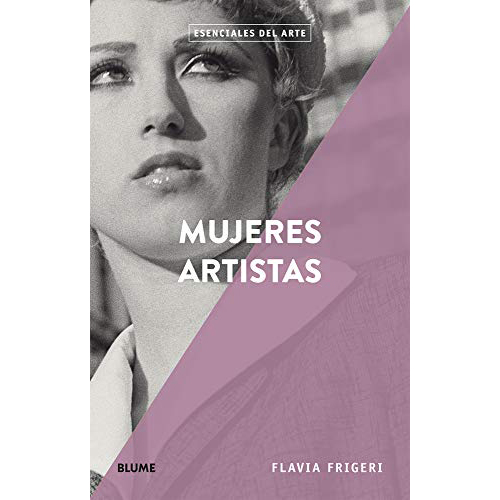 ESENCIALES DEL ARTE
MUJERES
ARTISTAS
BLUME
FLAVIA FRIGERI